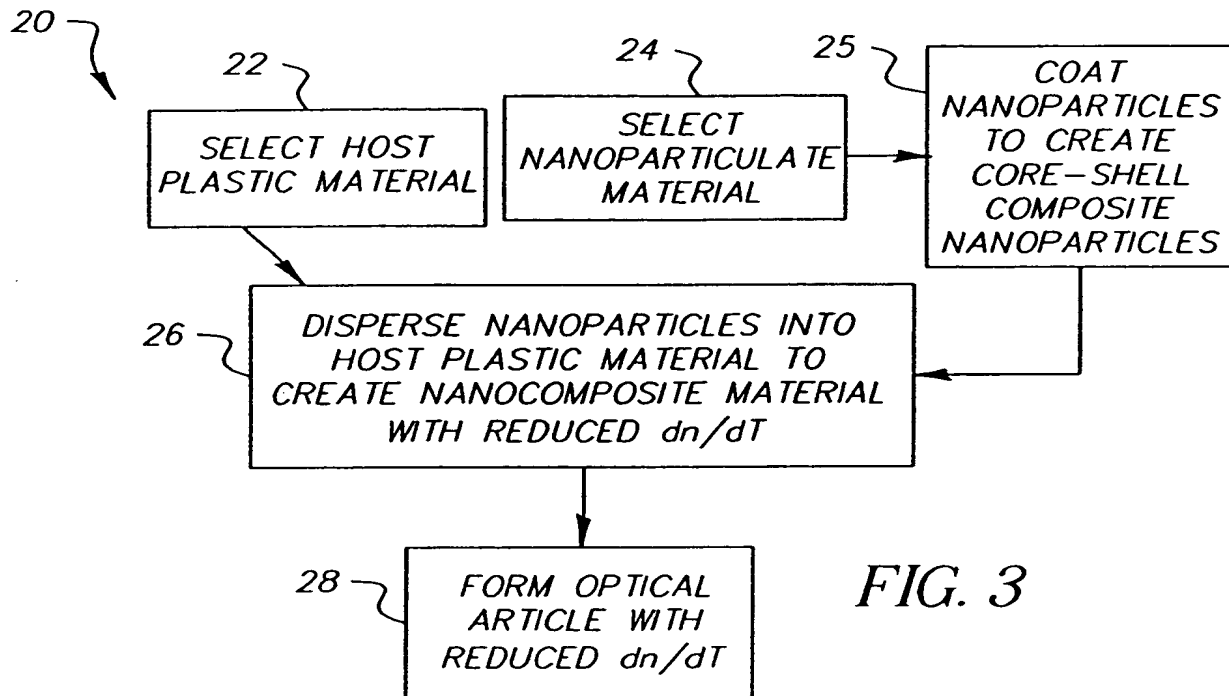 20
22
SELECT HOST
PLASTIC MATERIAL
24
SELECT
NANOPARTICULATE
MATERIAL
25
COAT
NANOPARTICLES
TO CREATE
CORE-SHELL
COMPOSITE
NANOPARTICLES
26
DISPERSE NANOPARTICLES INTO
HOST PLASTIC MATERIAL TO
CREATE NANOCOMPOSITE MATERIAL
WITH REDUCED dn/dT
28
FORM OPTICAL
ARTICLE WITH
REDUCED dn/dT
FIG. 3